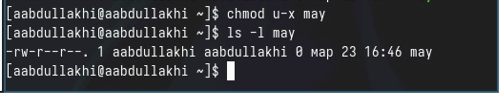 [aabdullakhi@aabdullakhi ~]$ chmod u-x may
[aabdullakhi@aabdullakhi ~]$ ls -l may
-rw-r--r--. 1 aabdullakhi aabdullakhi 0 мар 23 16:46 may
[aabdullakhi@aabdullakhi ~]$